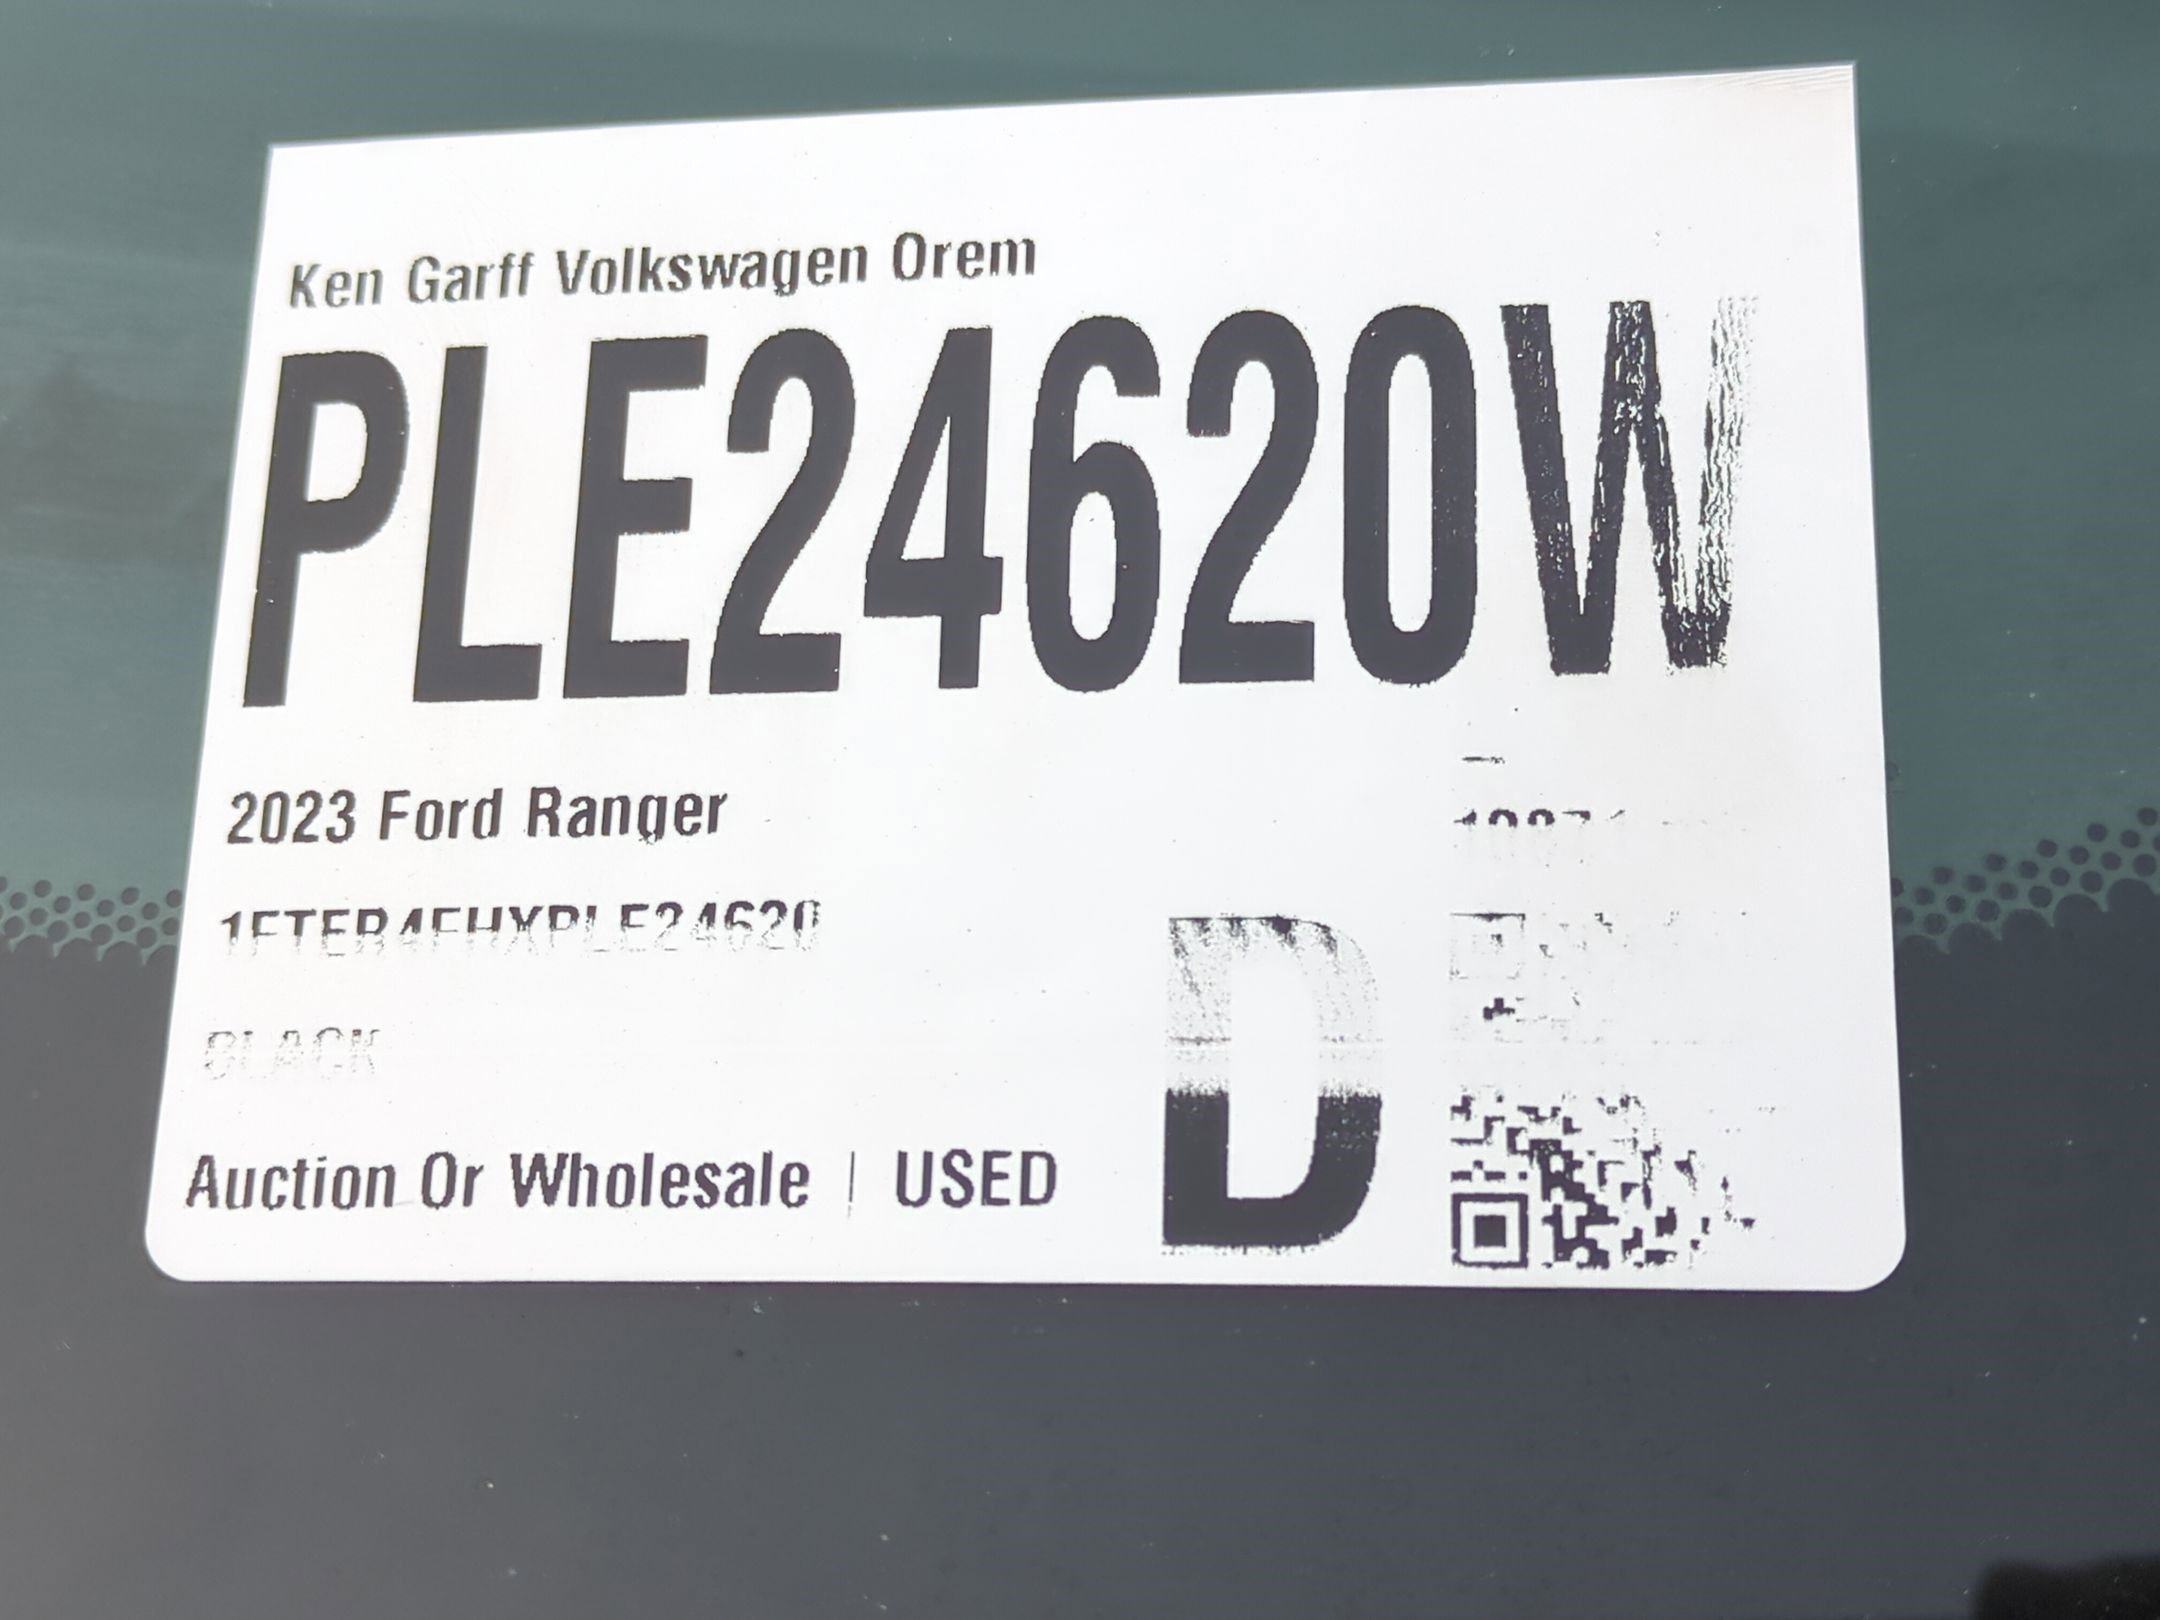 Ken Garff Volkswagen Orem
PLE24620W
2023 Ford Ranger
1FTER4FHXPLE24620
BLACK
D
Auction Or Wholesale | USED